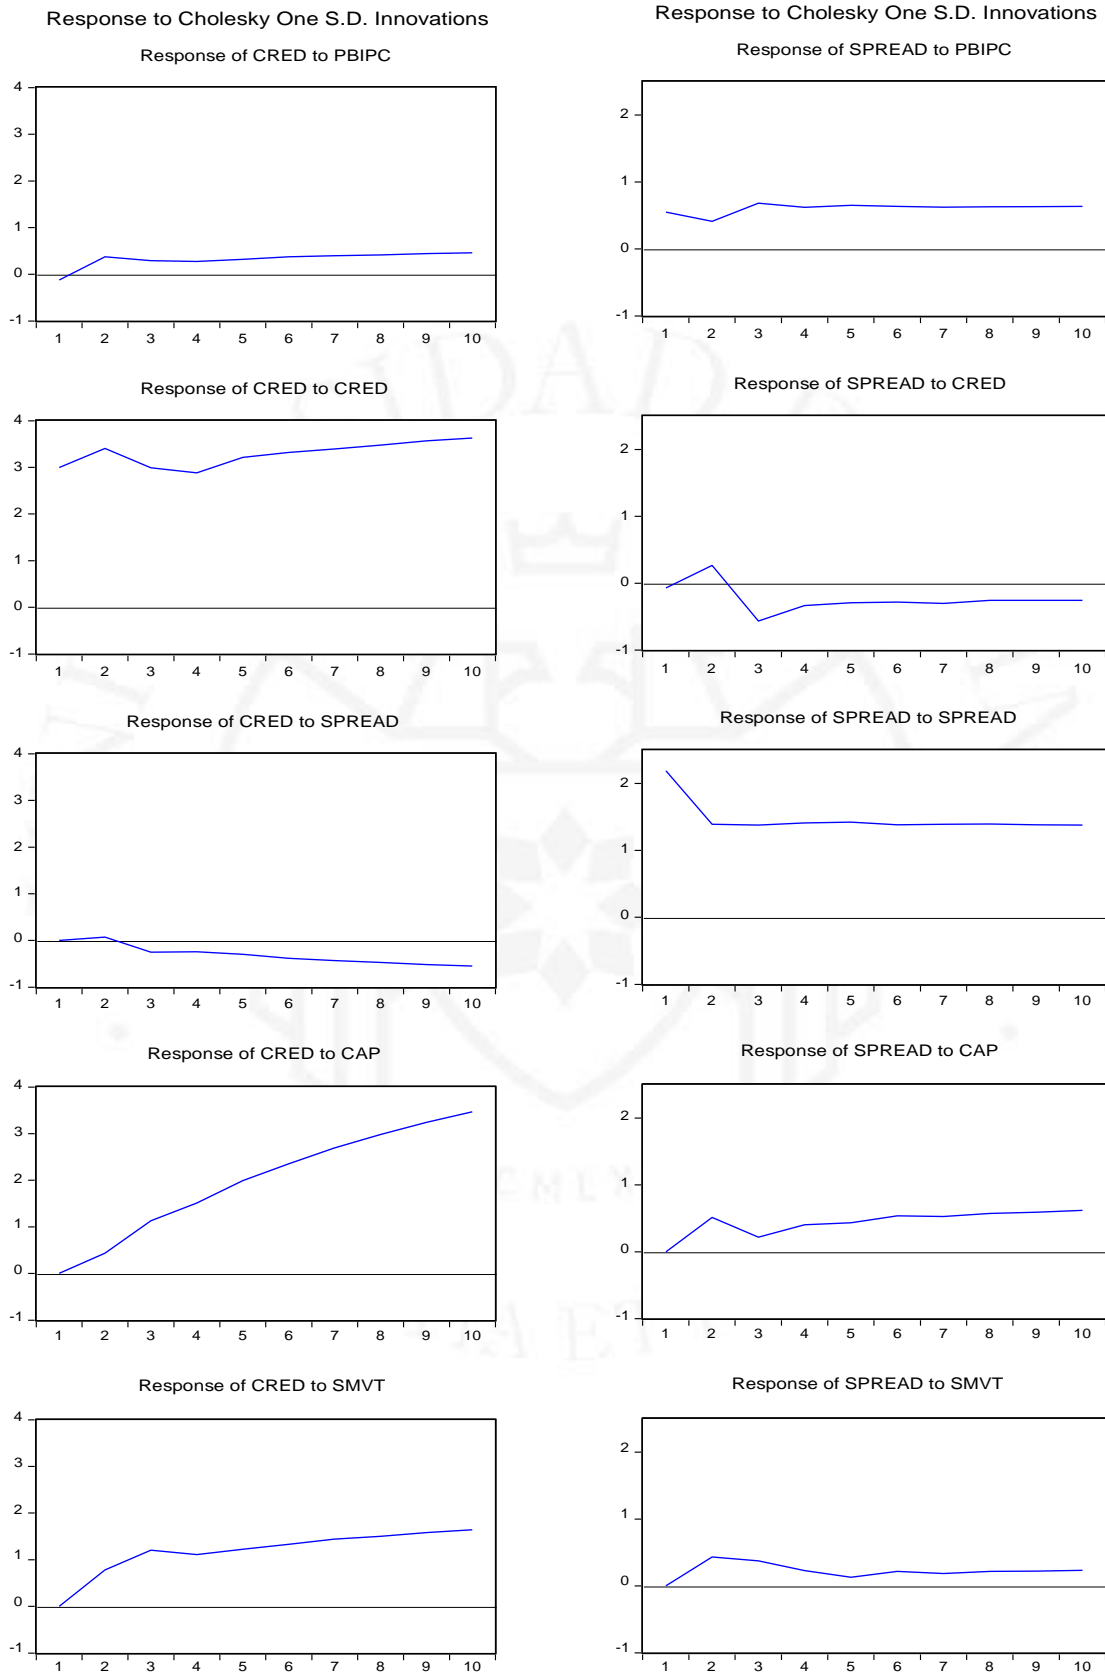 Response to Cholesky One S.D. Innovations
Response of CRED to PBIPC
4
3
2
1
0
-1
1 2 3 4 5 6 7 8 9 10
Response of CRED to CRED
4
3
2
1
0
-1
1 2 3 4 5 6 7 8 9 10
Response of CRED to SPREAD
4
3
2
1
0
-1
1 2 3 4 5 6 7 8 9 10
Response of CRED to CAP
4
3
2
1
0
-1
1 2 3 4 5 6 7 8 9 10
Response of CRED to SMVT
4
3
2
1
0
-1
1 2 3 4 5 6 7 8 9 10
Response to Cholesky One S.D. Innovations
Response of SPREAD to PBIPC
2
1
0
-1
1 2 3 4 5 6 7 8 9 10
Response of SPREAD to CRED
2
1
0
-1
1 2 3 4 5 6 7 8 9 10
Response of SPREAD to SPREAD
2
1
0
-1
1 2 3 4 5 6 7 8 9 10
Response of SPREAD to CAP
2
1
0
-1
1 2 3 4 5 6 7 8 9 10
Response of SPREAD to SMVT
2
1
0
-1
1 2 3 4 5 6 7 8 9 10